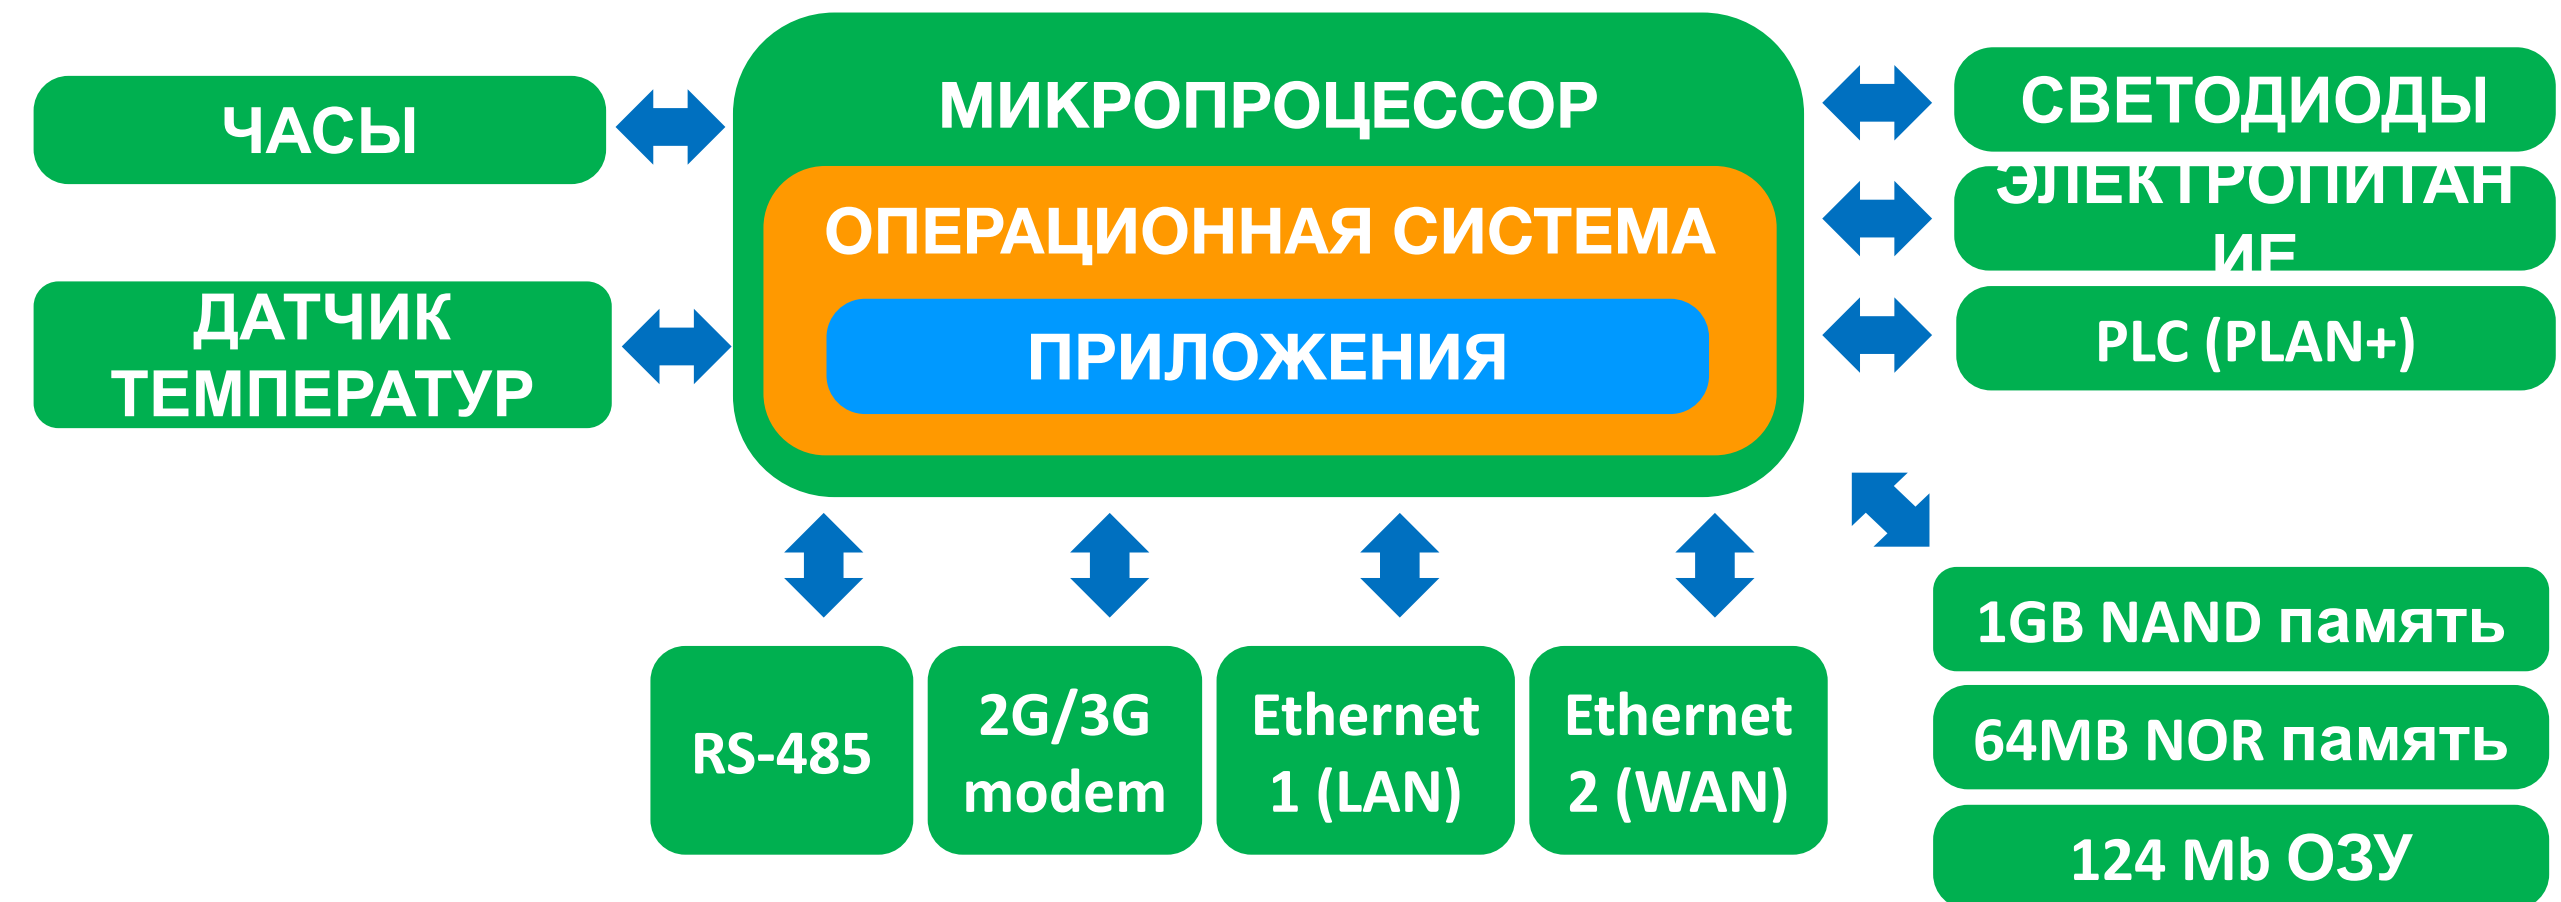 ЧАСЫ
ДАТЧИК
ТЕМПЕРАТУР
МИКРОПРОЦЕССОР
ОПЕРАЦИОННАЯ СИСТЕМА
ПРИЛОЖЕНИЯ
СВЕТОДИОДЫ
ЭЛЕКТРОПИТАН
ИЕ
PLC (PLAN+)
RS-485
2G/3G
modem
Ethernet
1 (LAN)
Ethernet
2 (WAN)
1GB NAND память
64MB NOR память
124 Mb ОЗУ